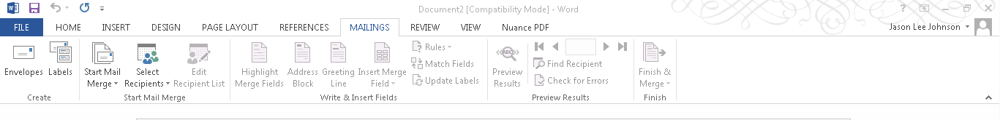 Document2 [Compatibility Mode] - Word
FILE HOME INSERT DESIGN PAGE LAYOUT REFERENCES MAILINGS REVIEW VIEW Nuance PDF Jason Lee Johnson
Envelopes Labels
Create
Start Mail Merge Select Recipients Edit Recipient List
Start Mail Merge
Highlight Merge Fields Address Block Greeting Line Insert Merge Field
Rules
Match Fields
Update Labels
Write & Insert Fields
Preview Results
ABC
Find Recipient
Check for Errors
Preview Results
Finish & Merge
Finish